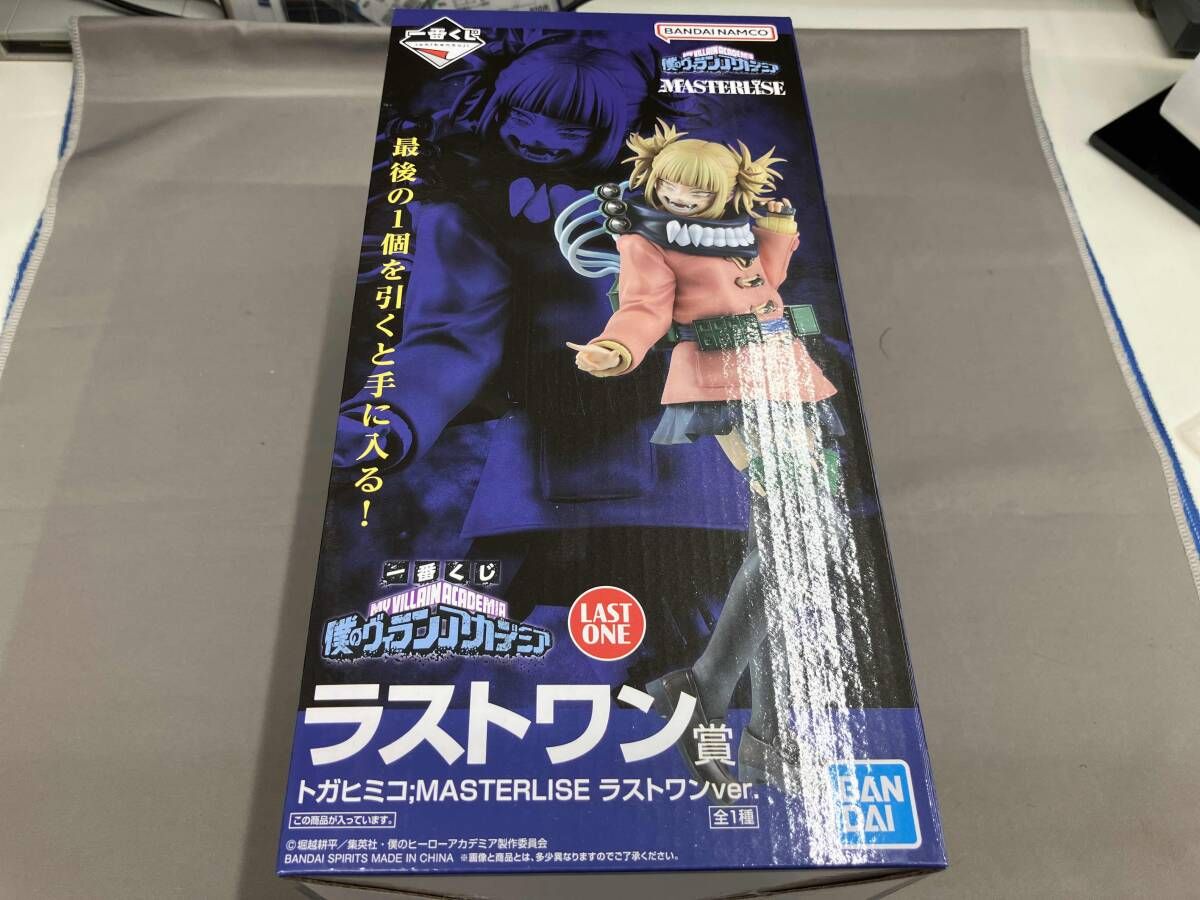 一番くじ
ichibankuji
BANDAI NAMCO
MY VILLAIN ACADEMIA
僕のヴィランアカデミア
MASTERLISE
最後の1個を引くと手に入る!
一番くじ
MY VILLAIN ACADEMIA
僕のヴィランアカデミア
LAST
ONE
ラストワン賞
トガヒミコ;MASTERLISE ラストワンver.
全1種
この商品が入っています。
BAN
DAI
©堀越耕平/集英社・僕のヒーローアカデミア製作委員会
BANDAI SPIRITS MADE IN CHINA ※画像と商品とは、多少異なりますのでご了承ください。